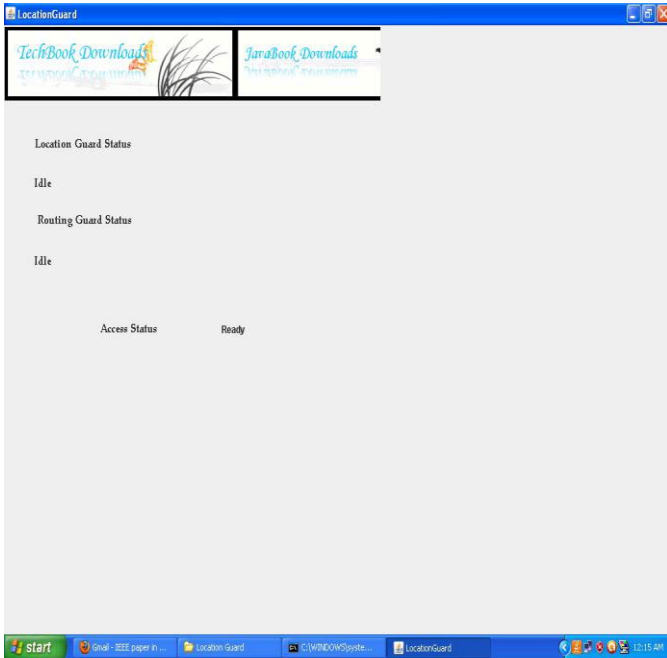 LocationGuard
TechBook Downloads
JavaBook Downloads
Location Guard Status
Idle
Routing Guard Status
Idle
Access Status Ready
start Gmail - IEEE paper in ... Location Guard C:\WINDOWS\syste... LocationGuard 12:15 AM